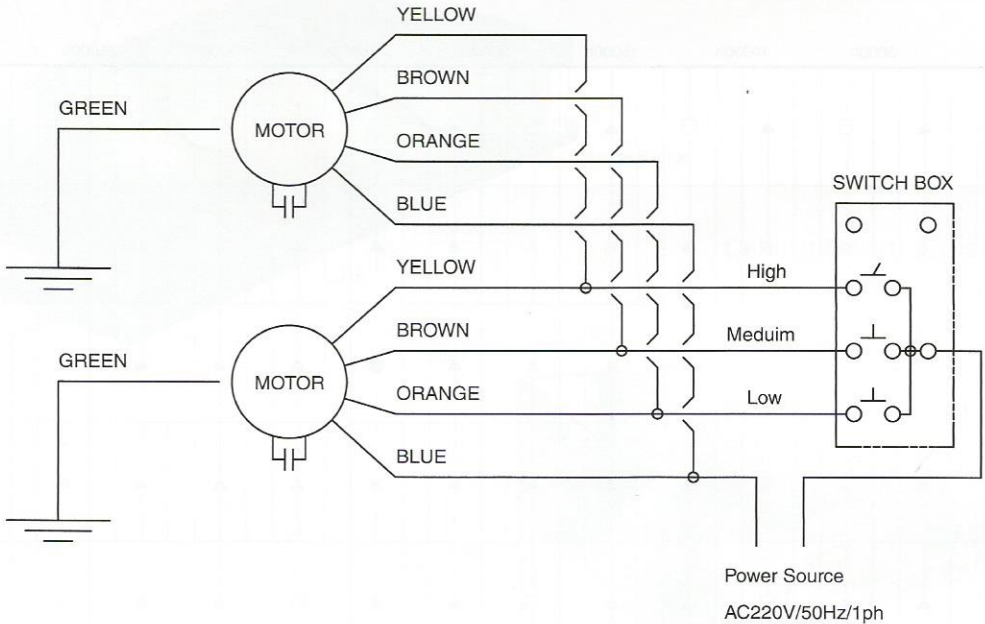 YELLOW
BROWN
GREEN
MOTOR
ORANGE
BLUE
SWITCH BOX
YELLOW
High
BROWN
Meduim
GREEN
MOTOR
ORANGE
Low
BLUE
Power Source
AC220V/50Hz/1ph